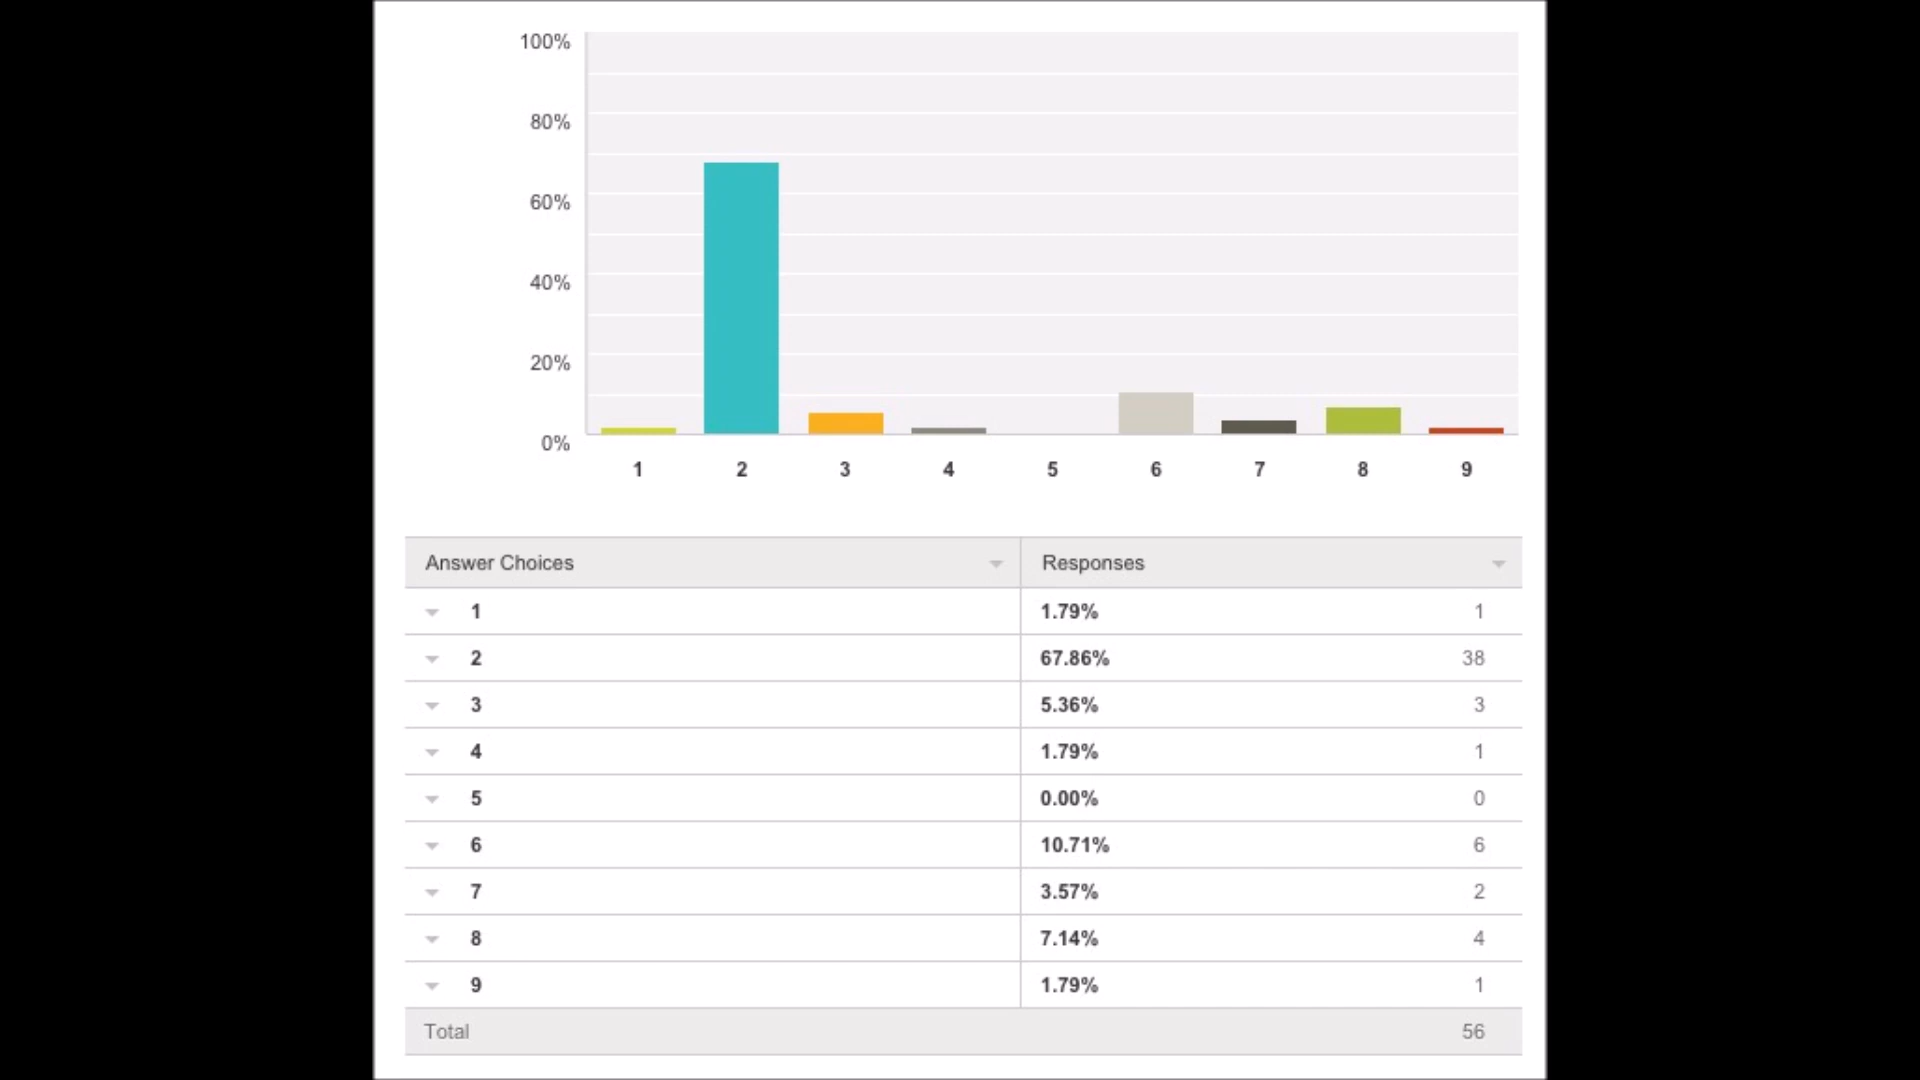 100%
80%
60%
40%
20%
0%
1 2 3 4 5 6 7 8 9
Answer Choices Responses
1 1.79% 1
2 67.86% 38
3 5.36% 3
4 1.79% 1
5 0.00% 0
6 10.71% 6
7 3.57% 2
8 7.14% 4
9 1.79% 1
Total 56